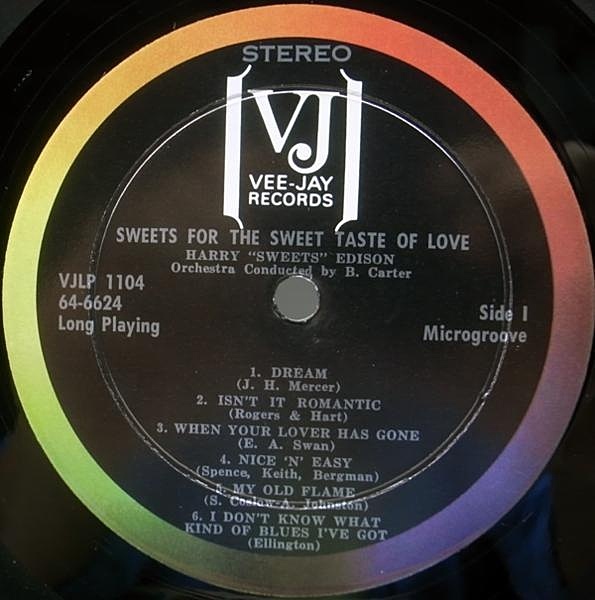 STEREO
VJ
VEE-JAY
RECORDS
SWEETS FOR THE SWEET TASTE OF LOVE
HARRY "SWEETS" EDISON
Orchestra Conducted by B. Carter
VJLP 1104
64-6624
Long Playing
Side I
Microgroove
1. DREAM
(J. H. Mercer)
2. ISN'T IT ROMANTIC
(Rogers & Hart)
3. WHEN YOUR LOVER HAS GONE
(E. A. Swan)
4. NICE 'N' EASY
(Spence, Keith, Bergman)
5. MY OLD FLAME
(S. Coslow-A. Johnston)
6. I DON'T KNOW WHAT
KIND OF BLUES I'VE GOT
(Ellington)